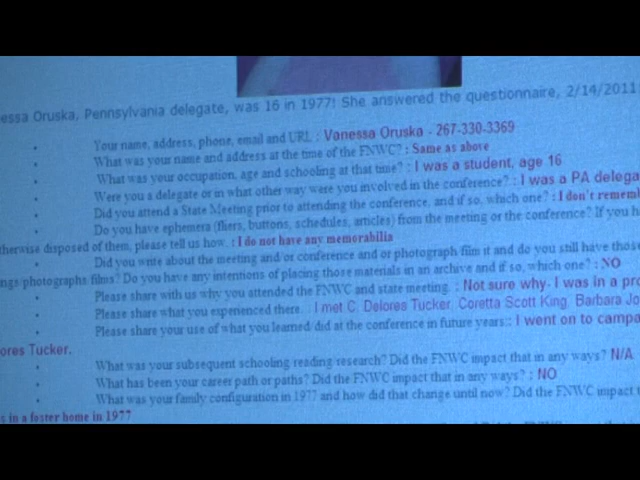 essa Oruska, Pennsylvania delegate, was 16 in 1977! She answered the questionnaire, 2/14/2011
• Your name, address, phone, email and URL : Vanessa Oruska - 267-330-3369
• What was your name and address at the time of the FNWC? : Same as above
• What was your occupation, age and schooling at that time? : I was a student, age 16
• Were you a delegate or in what other way were you involved in the conference? : I was a PA delega
• Did you attend a State Meeting prior to attending the conference, and if so, which one? : I don't rememb
• Do you have ephemera (fliers, buttons, schedules, articles) from the meeting or the conference? If you h
therwise disposed of them, please tell us how. : I do not have any memorabilia
• Did you write about the meeting and/or conference and or photograph film it and do you still have those
ngs/photographs films? Do you have any intentions of placing those materials in an archive and if so, which one? : NO
• Please share with us why you attended the FNWC and state meeting. : Not sure why. I was in a pro
• Please share what you experienced there. : I met C. Delores Tucker, Coretta Scott King, Barbara Jo
• Please share your use of what you learned/did at the conference in future years:: I went on to campa
ores Tucker.
• What was your subsequent schooling/reading/research? Did the FNWC impact that in any ways? N/A
• What has been your career path or paths? Did the FNWC impact that in any ways? : NO
• What was your family configuration in 1977 and how did that change until now? Did the FNWC impact t
s in a foster home in 1977